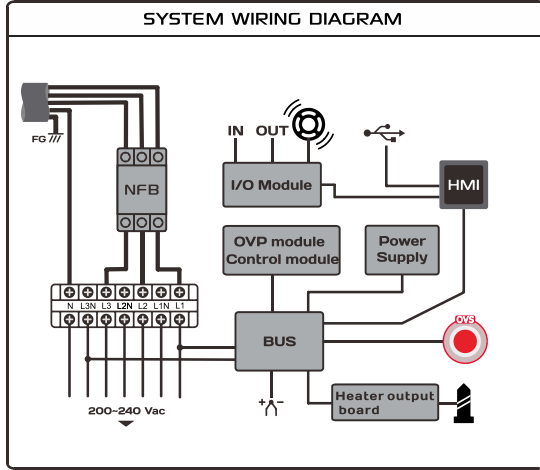 SYSTEM WIRING DIAGRAM
IN OUT
FG
NFB
I/O Module
HMI
OVP module
Control module
Power
Supply
N L3N L3 L2N L2 L1N L1
BUS
OVS
+ −
Heater output
board
200~240 Vac